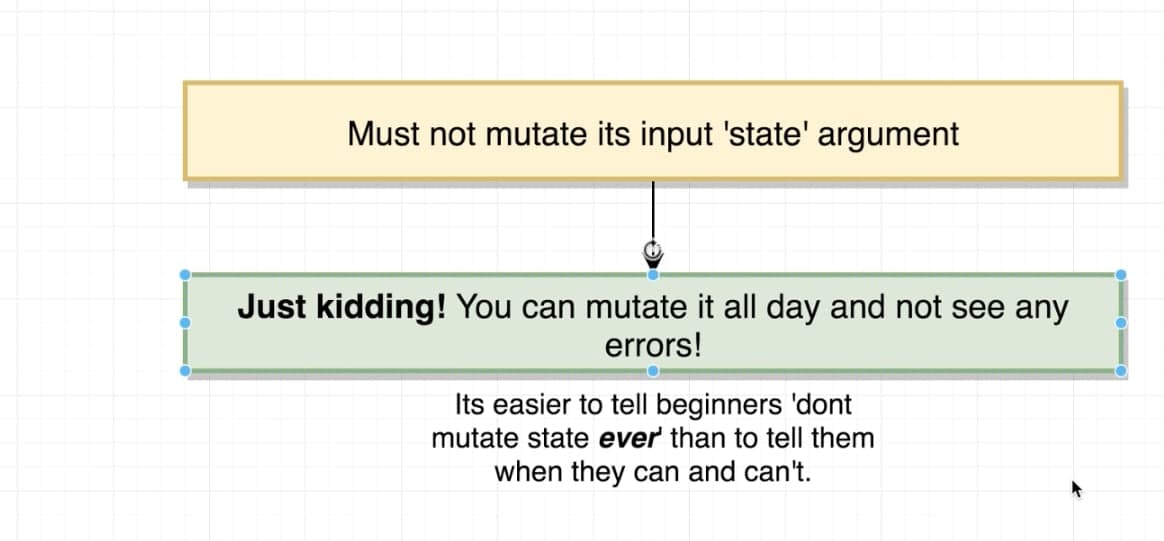 Must not mutate its input 'state' argument
Just kidding! You can mutate it all day and not see any
errors!
Its easier to tell beginners 'dont
mutate state ever' than to tell them
when they can and can't.